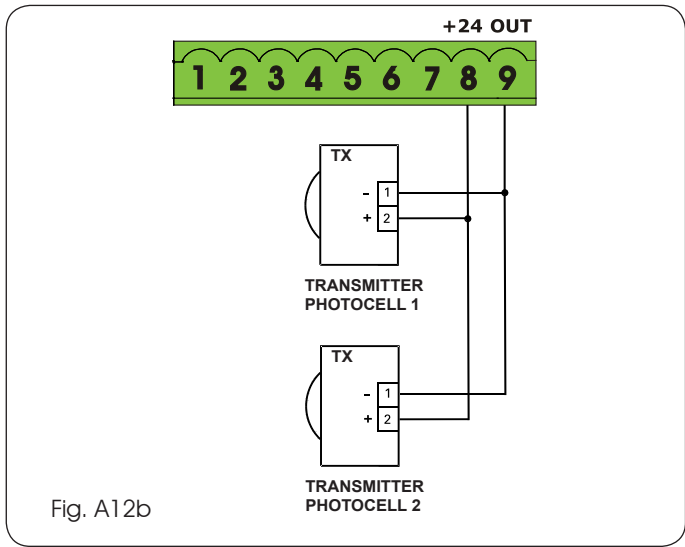 +24 OUT
1 2 3 4 5 6 7 8 9
TX
- 1
+ 2
TRANSMITTER
PHOTOCELL 1
TX
- 1
+ 2
TRANSMITTER
PHOTOCELL 2
Fig. A12b